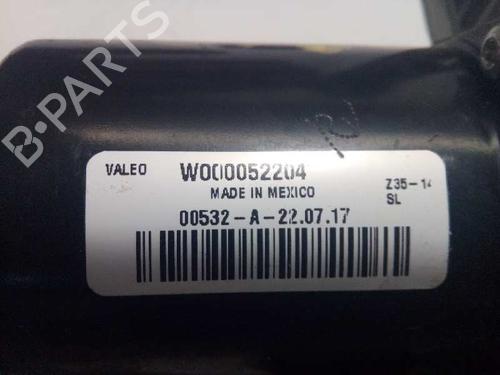 B-PARTS
VALEO W000052204
MADE IN MEXICO
Z35-14
SL
00532-A-22.07.17